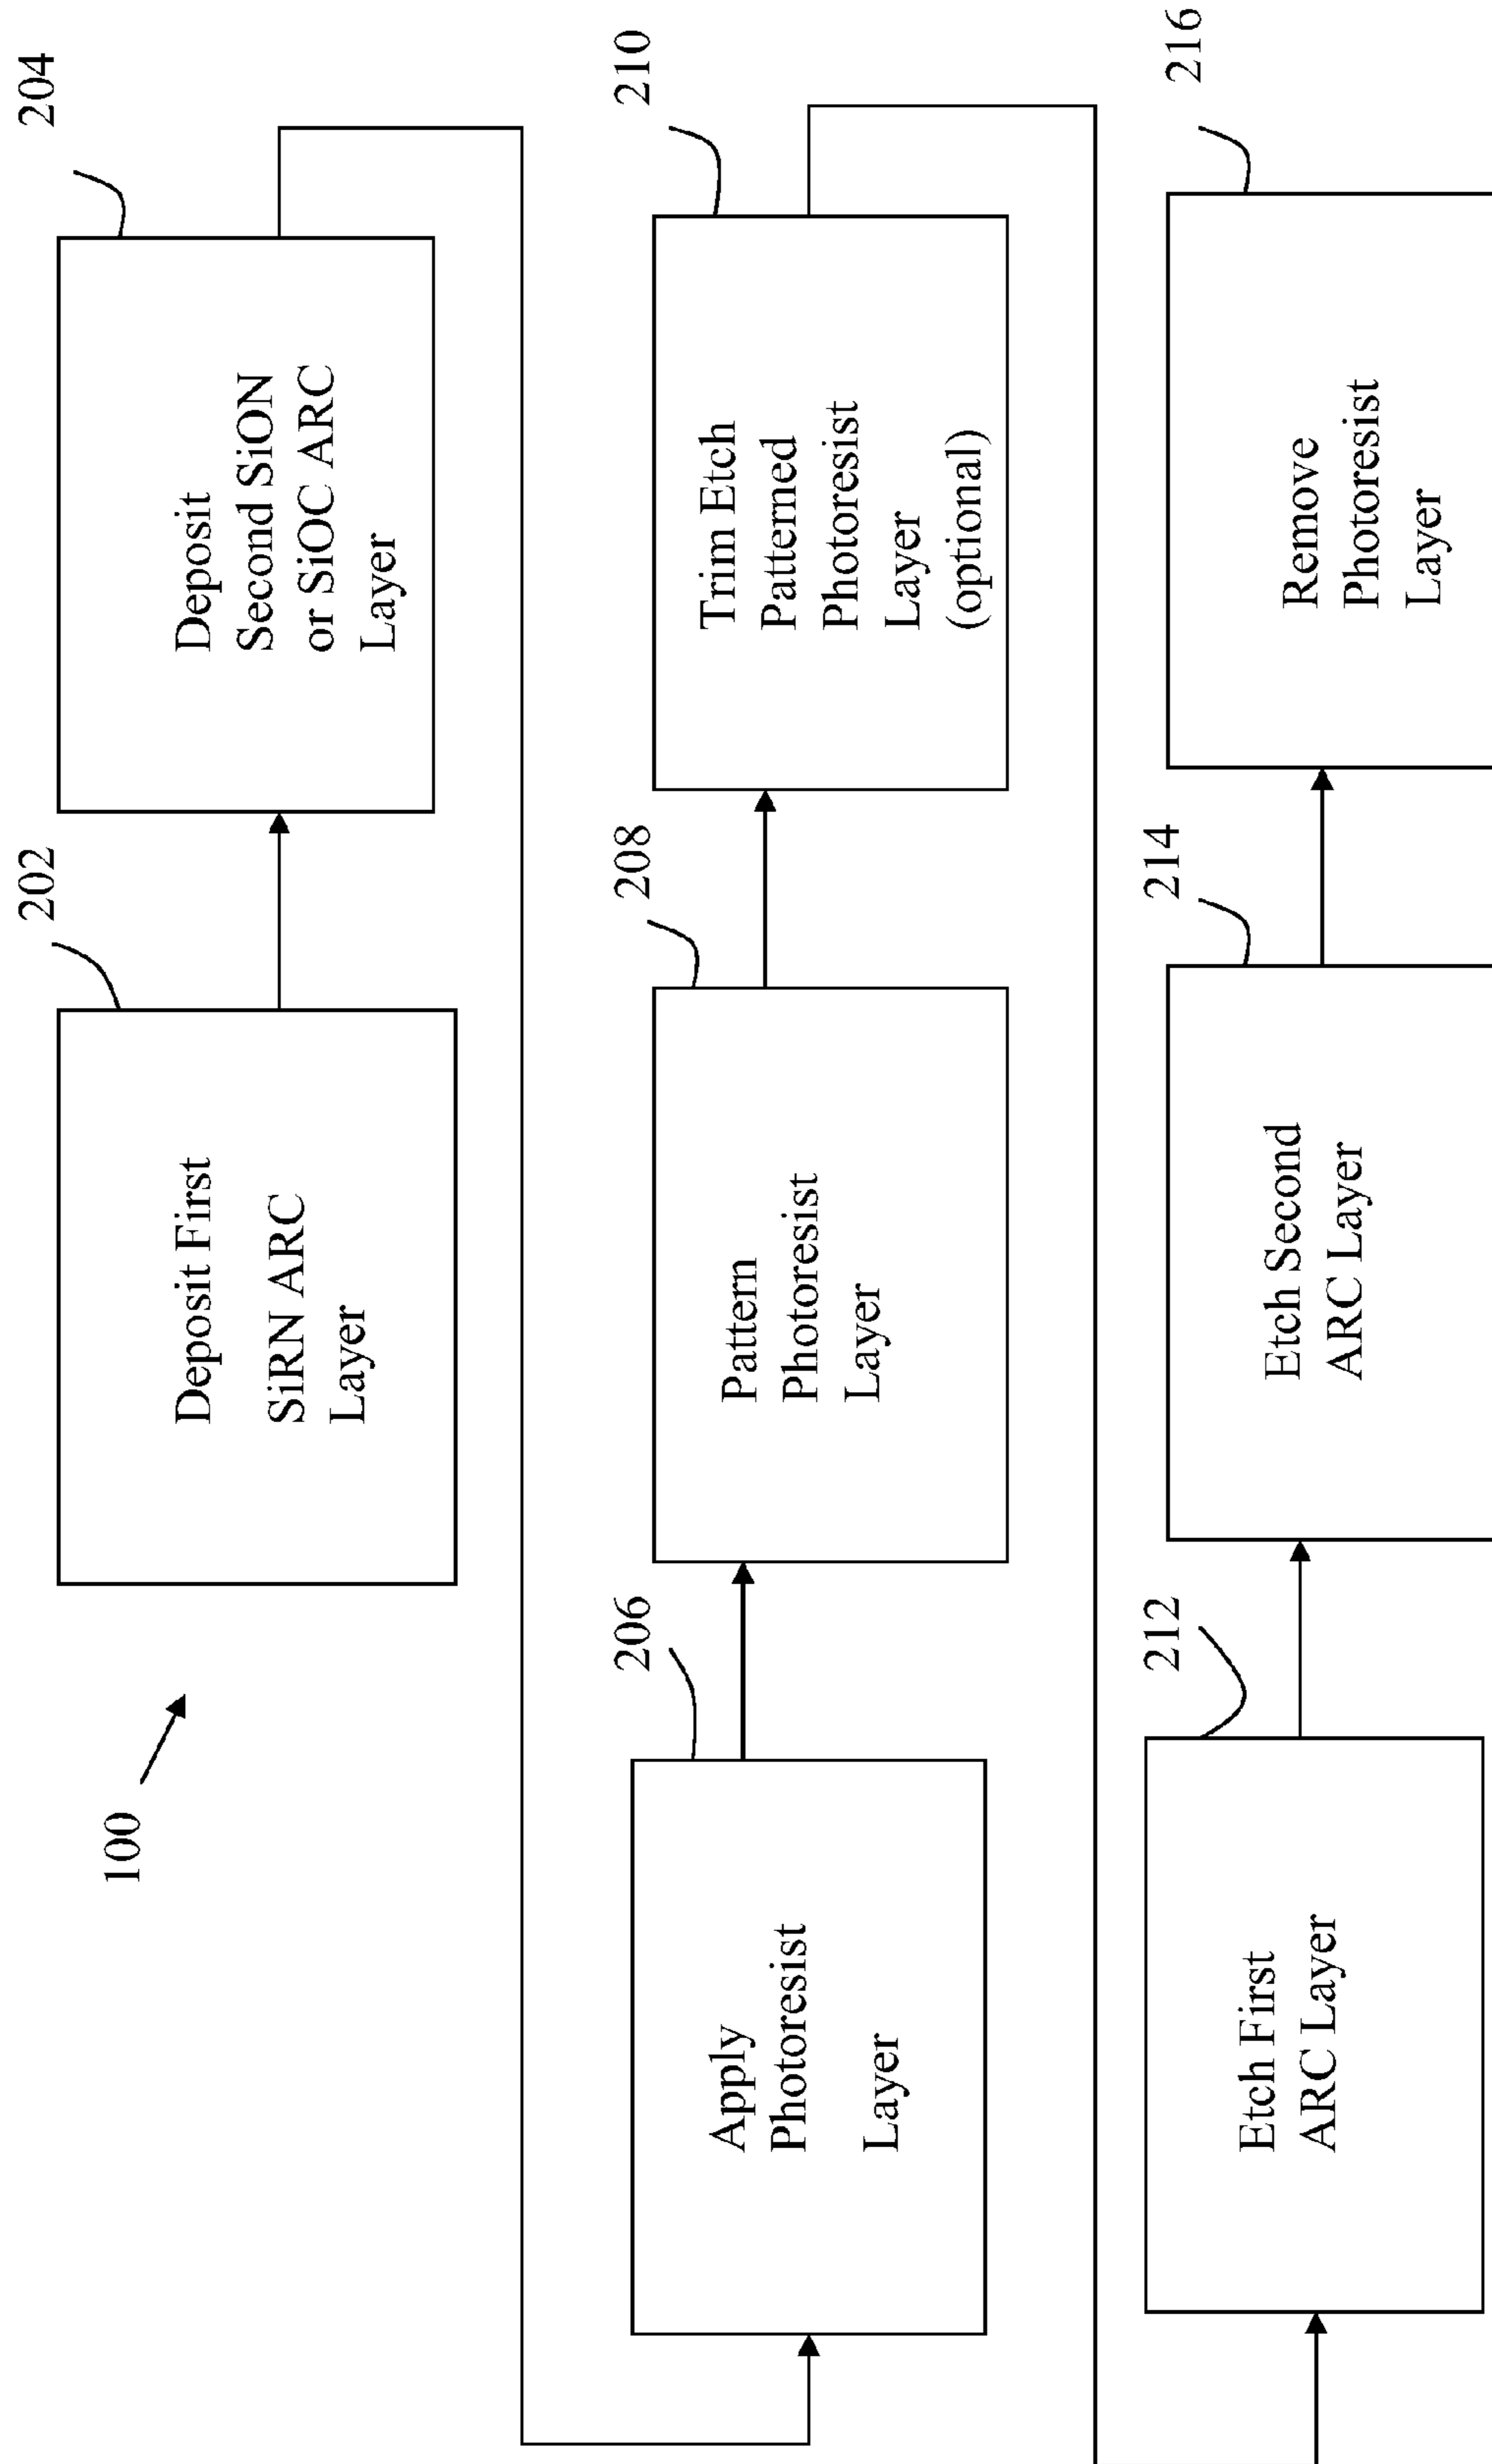 100
202
Deposit First
SiRN ARC
Layer
204
Deposit
Second SiON
or SiOC ARC
Layer
206
Apply
Photoresist
Layer
208
Pattern
Photoresist
Layer
210
Trim Etch
Patterned
Photoresist
Layer
(optional)
212
Etch First
ARC Layer
214
Etch Second
ARC Layer
216
Remove
Photoresist
Layer